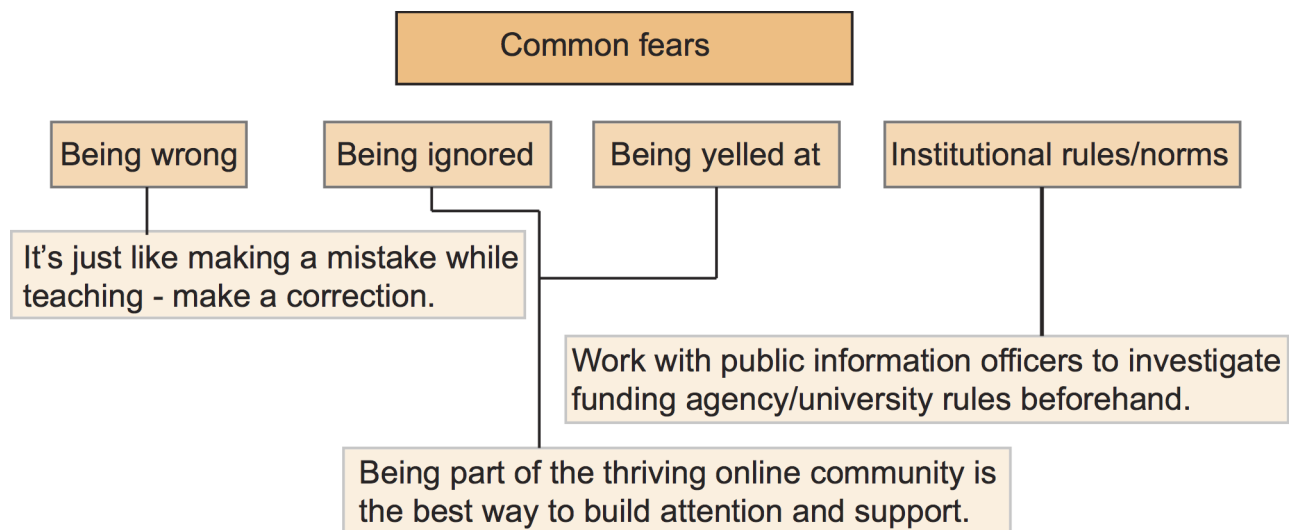 Common fears
Being wrong
Being ignored
Being yelled at
Institutional rules/norms
It’s just like making a mistake while
teaching - make a correction.
Work with public information officers to investigate
funding agency/university rules beforehand.
Being part of the thriving online community is
the best way to build attention and support.